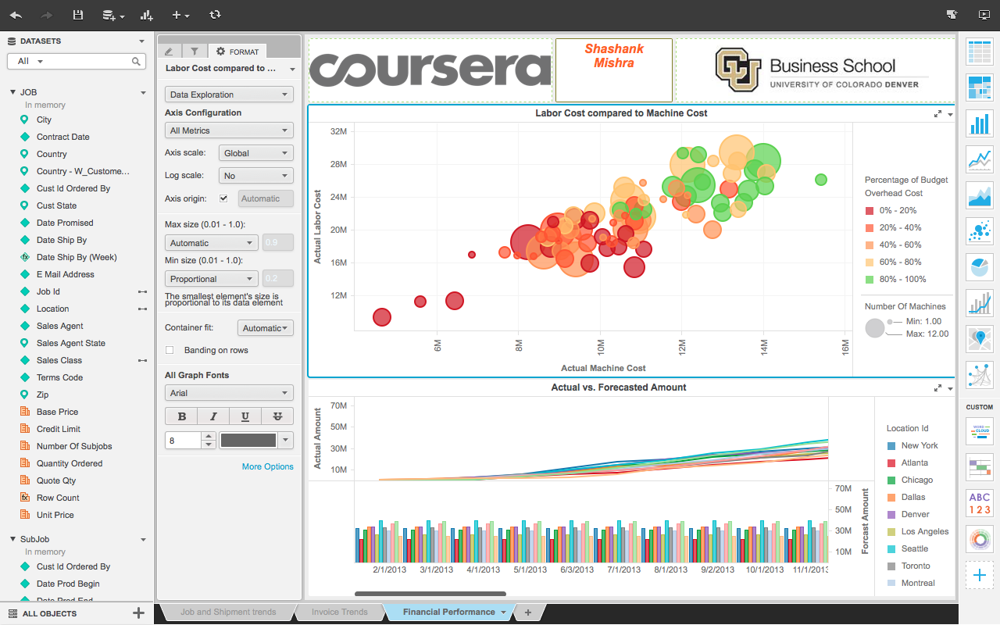 DATASETS
All
JOB
In memory
City
Contract Date
Country
Country - W_Custome...
Cust Id Ordered By
Cust State
Date Promised
Date Ship By
Date Ship By (Week)
E Mail Address
Job Id
Location
Sales Agent
Sales Agent State
Sales Class
Terms Code
Zip
Base Price
Credit Limit
Number Of Subjobs
Quantity Ordered
Quote Qty
Row Count
Unit Price
SubJob
In memory
Cust Id Ordered By
Date Prod Begin
Date Prod End
ALL OBJECTS
FORMAT
Labor Cost compared to ...
Data Exploration
Axis Configuration
All Metrics
Axis scale: Global
Log scale: No
Axis origin: Automatic
Max size (0.01 - 1.0):
Automatic 0.9
Min size (0.01 - 1.0):
Proportional 0.2
The smallest element's size is
proportional to its data element
Container fit: Automatic
Banding on rows
All Graph Fonts
Arial
B I U S
8
More Options
coursera
Shashank
Mishra
CU
Business School
UNIVERSITY OF COLORADO DENVER
Labor Cost compared to Machine Cost
Actual Labor Cost
32M
28M
24M
20M
16M
12M
6M 8M 10M 12M 14M 16M
Actual Machine Cost
Percentage of Budget
Overhead Cost
0% - 20%
20% - 40%
40% - 60%
60% - 80%
80% - 100%
Number Of Machines
Min: 1.00
Max: 12.00
Actual vs. Forecasted Amount
Actual Amount
70M
50M
30M
10M
70M
50M
30M
10M
Forcast Amount
2/1/2013 3/1/2013 4/1/2013 5/1/2013 6/3/2013 7/1/2013 8/1/2013 9/2/2013 10/1/2013 11/1/2013
Location Id
New York
Atlanta
Chicago
Dallas
Denver
Los Angeles
Seattle
Toronto
Montreal
Job and Shipment trends
Invoice Trends
Financial Performance
+
CUSTOM
WORD
CLOUD
ABC
123